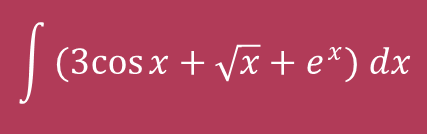 ∫ (3cos x + √x + eˣ) dx